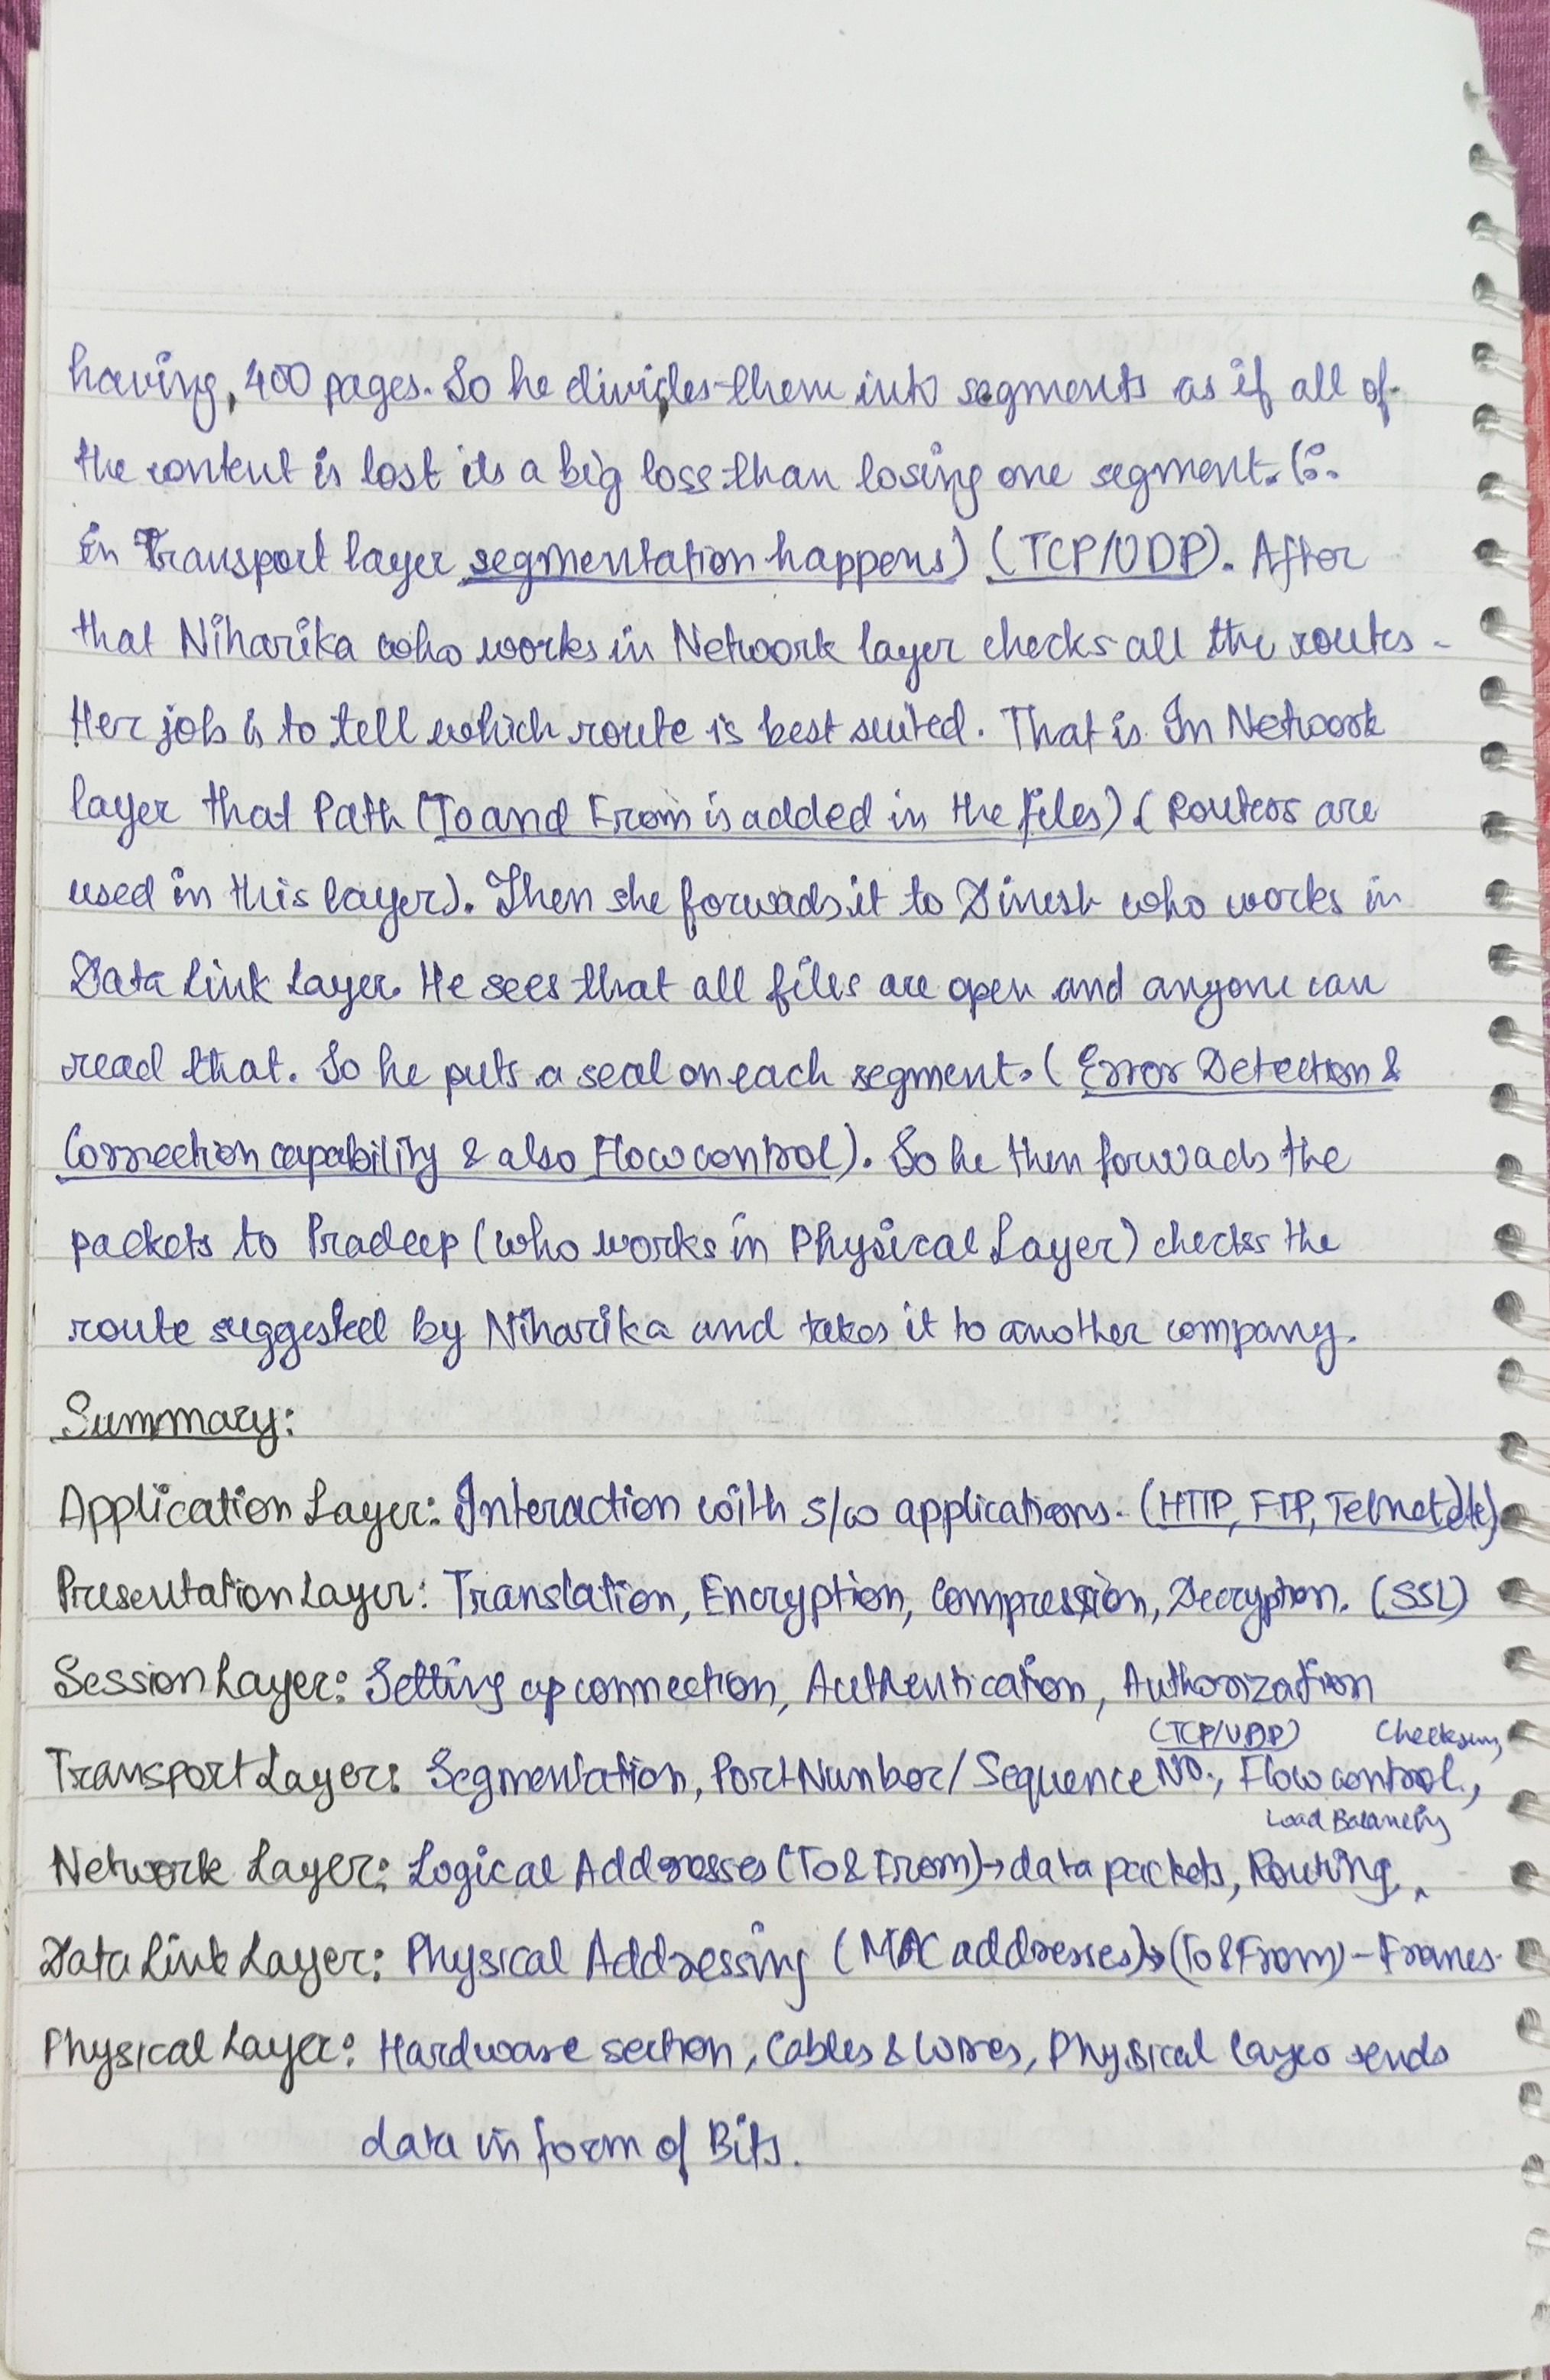 having, 400 pages. So he divides them into segments as if all of
the content is lost its a big loss than losing one segment. (∵
in Transport layer segmentation happens) (TCP/UDP). After
that Niharika who works in Network layer checks all the routes.
Her job is to tell which route is best suited. That is In Network
layer that Path (To and From is added in the files) (Routers are
used in this layer). Then she forwads it to Dinesh who works in
Data Link Layer. He sees that all files are open and anyone can
read that. So he puts a seal on each segment. (Error Detection &
Correction capability & also Flow control). So he then forwads the
packets to Pradeep (who works in Physical Layer) checks the
route suggested by Niharika and takes it to another company.
Summary:
Application Layer: Interaction with s/w applications. (HTTP, FTP, Telnet etc)
Presentation Layer: Translation, Encryption, Compression, Decryption. (SSL)
Session Layer: Setting up connection, Authentication, Authorization
(TCP/UDP) Checksum,
Transport Layer: Segmentation, Port Number/Sequence NO., Flow control,
Load Balancing
Network Layer: Logical Addresses (To & From)→data packets, Routing,
Data Link Layer: Physical Addressing (MAC addresses)→(To & From) - Frames.
Physical Layer: Hardware section, Cables & Wires, Physical layer sends
data in form of Bits.